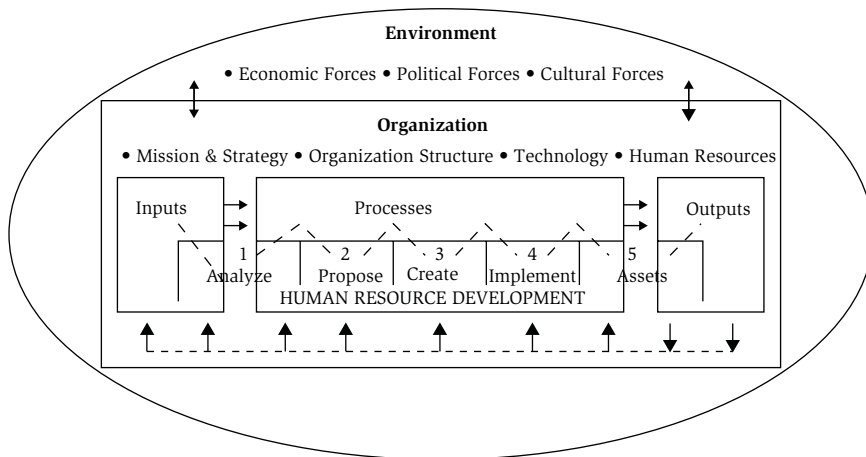 Environment
• Economic Forces • Political Forces • Cultural Forces
Organization
• Mission & Strategy • Organization Structure • Technology • Human Resources
Inputs
Processes
Outputs
1
2
3
4
5
Analyze
Propose
Create
Implement
Assets
HUMAN RESOURCE DEVELOPMENT